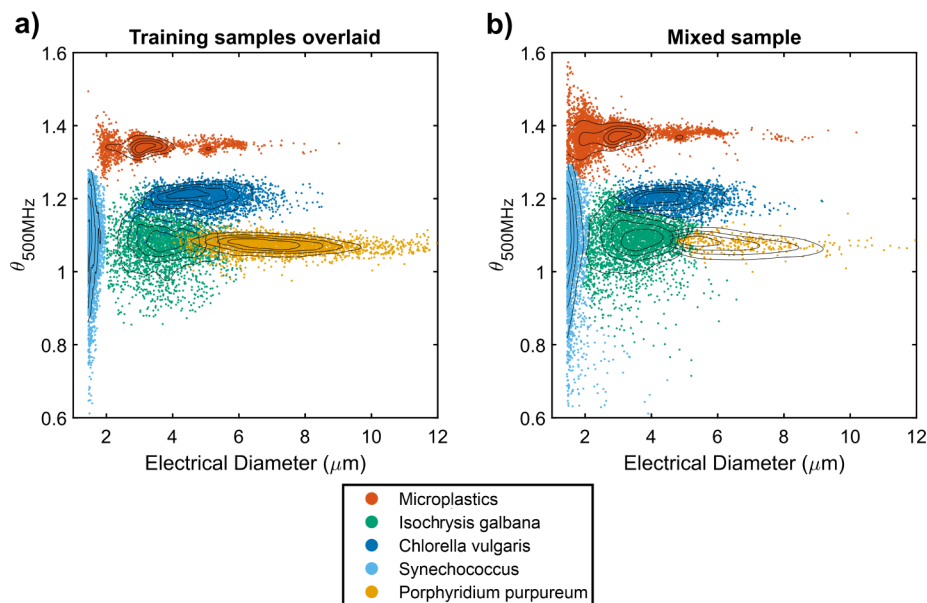 a)
Training samples overlaid
1.6
1.4
1.2
1
0.8
0.6
θ500MHz
2 4 6 8 10 12
Electrical Diameter (μm)
b)
Mixed sample
1.6
1.4
1.2
1
0.8
0.6
θ500MHz
2 4 6 8 10 12
Electrical Diameter (μm)
Microplastics
Isochrysis galbana
Chlorella vulgaris
Synechococcus
Porphyridium purpureum